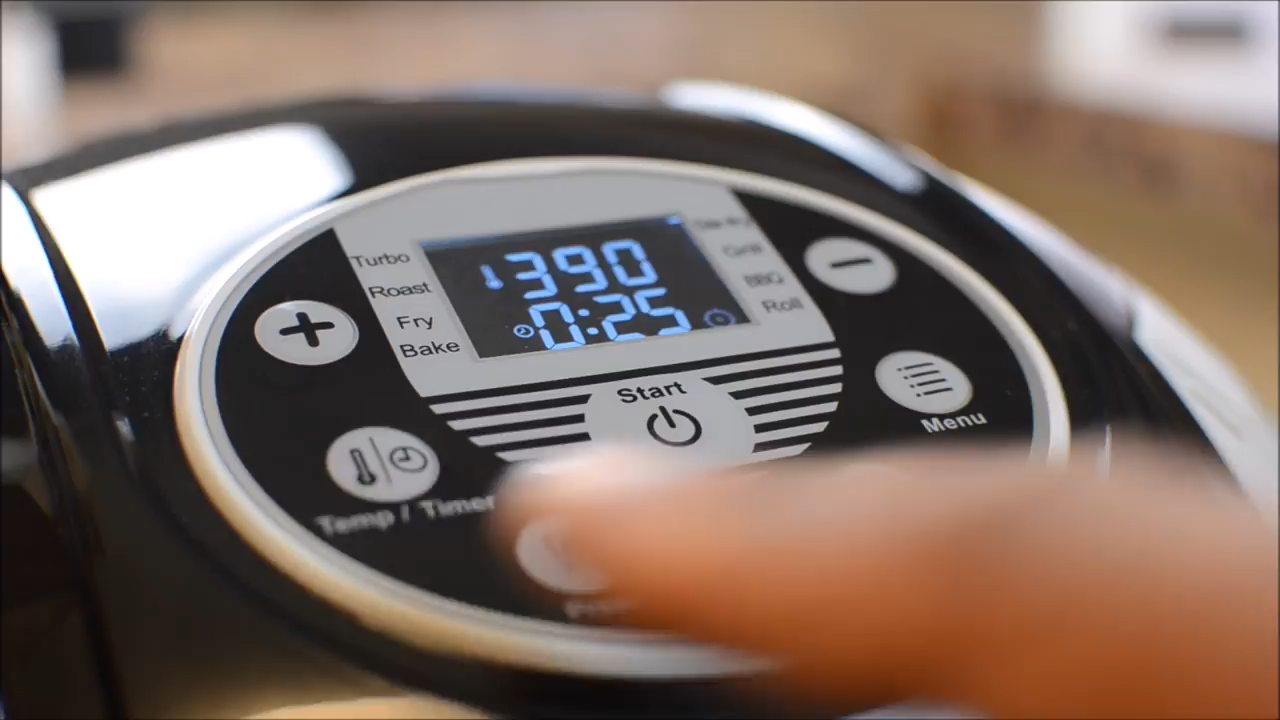 Turbo
Roast
Fry
Bake
390
0:25
Grill
BBQ
Roll
Start
Menu
Temp / Timer